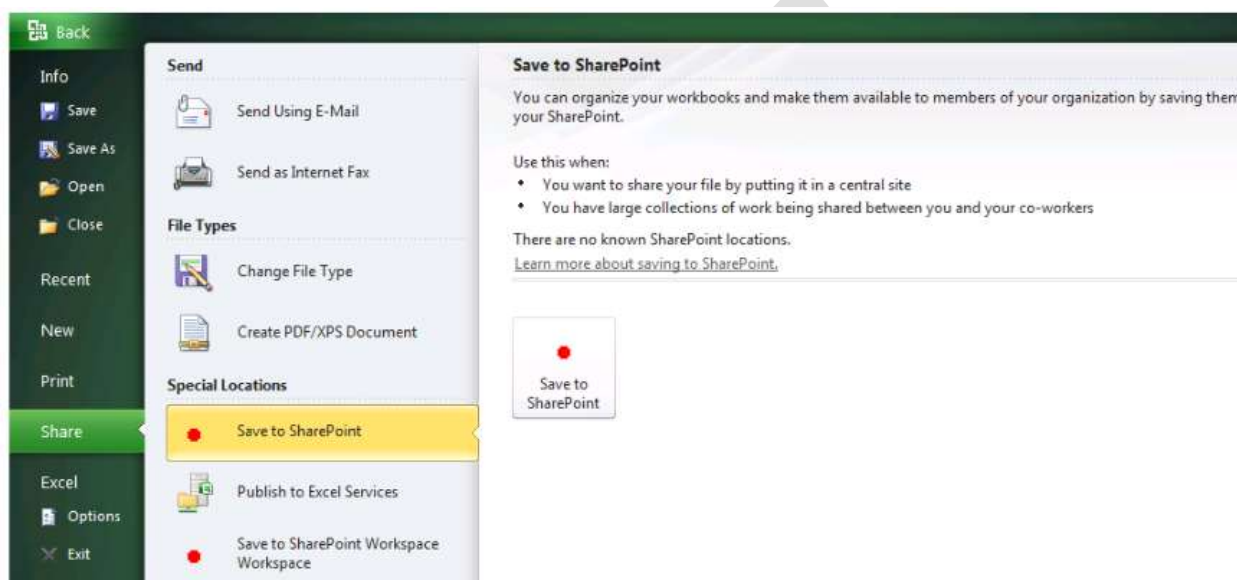 Back
Info
Save
Save As
Open
Close
Recent
New
Print
Share
Excel
Options
Exit
Send
Send Using E-Mail
Send as Internet Fax
File Types
Change File Type
Create PDF/XPS Document
Special Locations
Save to SharePoint
Publish to Excel Services
Save to SharePoint Workspace
Workspace
Save to SharePoint
You can organize your workbooks and make them available to members of your organization by saving them
your SharePoint.
Use this when:
• You want to share your file by putting it in a central site
• You have large collections of work being shared between you and your co-workers
There are no known SharePoint locations.
Learn more about saving to SharePoint.
Save to
SharePoint